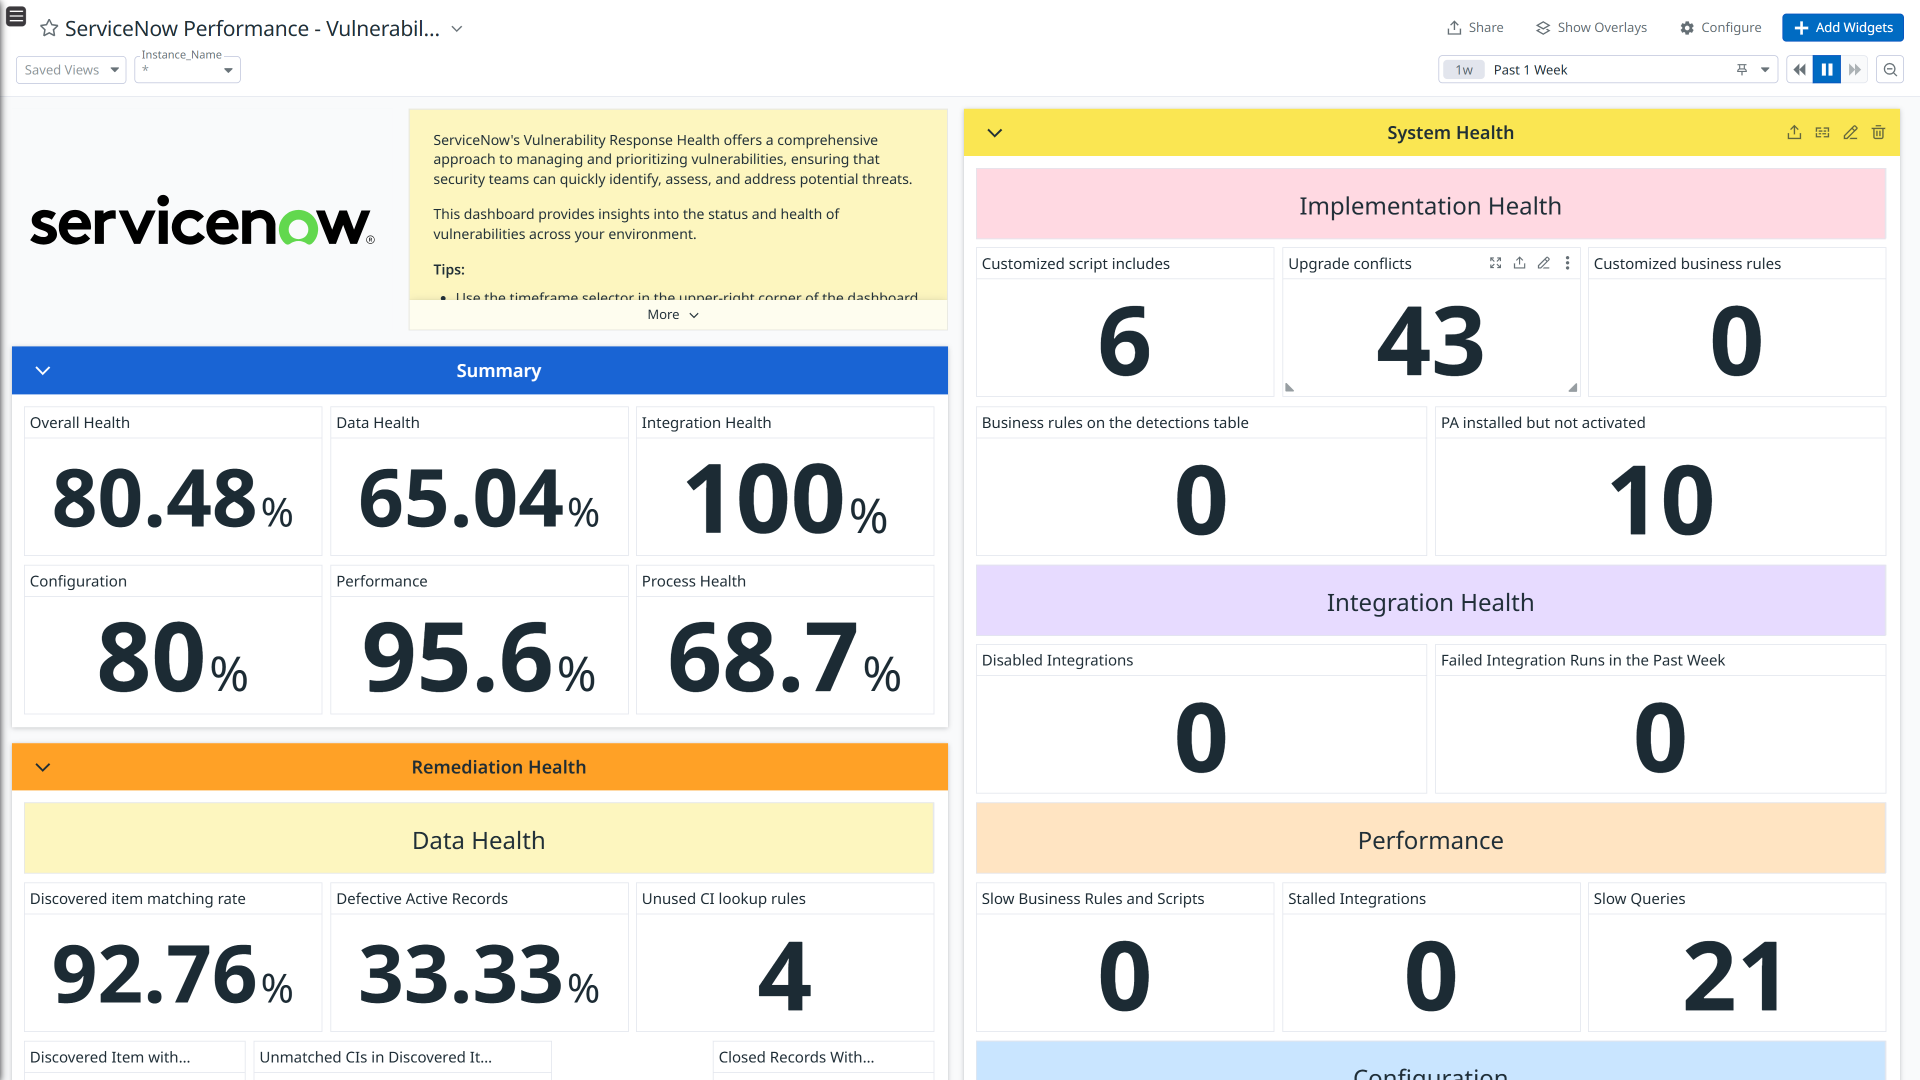 ServiceNow Performance - Vulnerabil...
Share
Show Overlays
Configure
Add Widgets
Saved Views
Instance_Name
*
1w
Past 1 Week
servicenow®
ServiceNow's Vulnerability Response Health offers a comprehensive
approach to managing and prioritizing vulnerabilities, ensuring that
security teams can quickly identify, assess, and address potential threats.
This dashboard provides insights into the status and health of
vulnerabilities across your environment.
Tips:
• Use the timeframe selector in the upper-right corner of the dashboard
More
Summary
Overall Health
80.48%
Data Health
65.04%
Integration Health
100%
Configuration
80%
Performance
95.6%
Process Health
68.7%
Remediation Health
Data Health
Discovered item matching rate
92.76%
Defective Active Records
33.33%
Unused CI lookup rules
4
Discovered Item with...
Unmatched CIs in Discovered It...
Closed Records With...
System Health
Implementation Health
Customized script includes
6
Upgrade conflicts
43
Customized business rules
0
Business rules on the detections table
0
PA installed but not activated
10
Integration Health
Disabled Integrations
0
Failed Integration Runs in the Past Week
0
Performance
Slow Business Rules and Scripts
0
Stalled Integrations
0
Slow Queries
21
Configuration